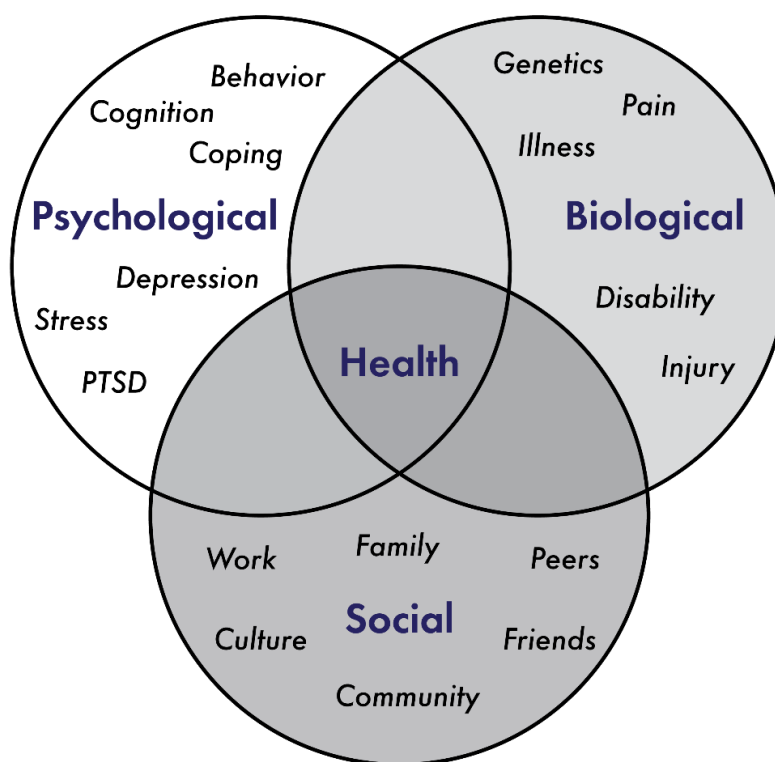 Behavior
Cognition
Coping
Psychological
Depression
Stress
PTSD
Genetics
Pain
Illness
Biological
Disability
Injury
Health
Work
Family
Peers
Social
Culture
Friends
Community